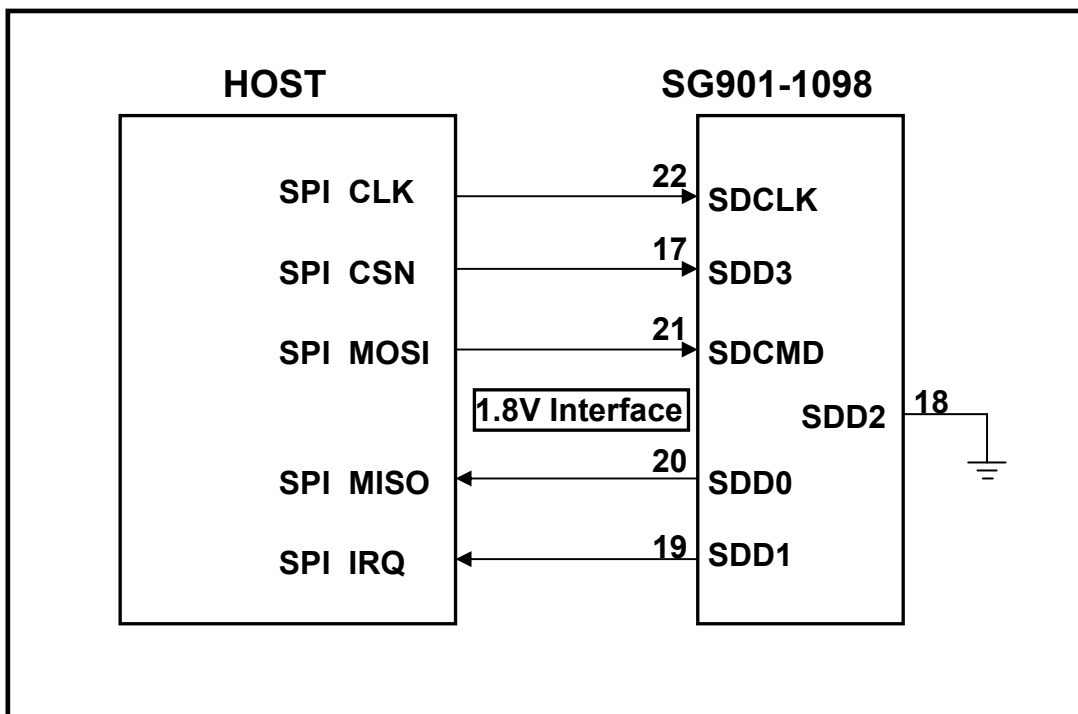 HOST
SG901-1098
SPI CLK
22
SDCLK
SPI CSN
17
SDD3
SPI MOSI
21
SDCMD
1.8V Interface
SDD2
18
SPI MISO
20
SDD0
SPI IRQ
19
SDD1